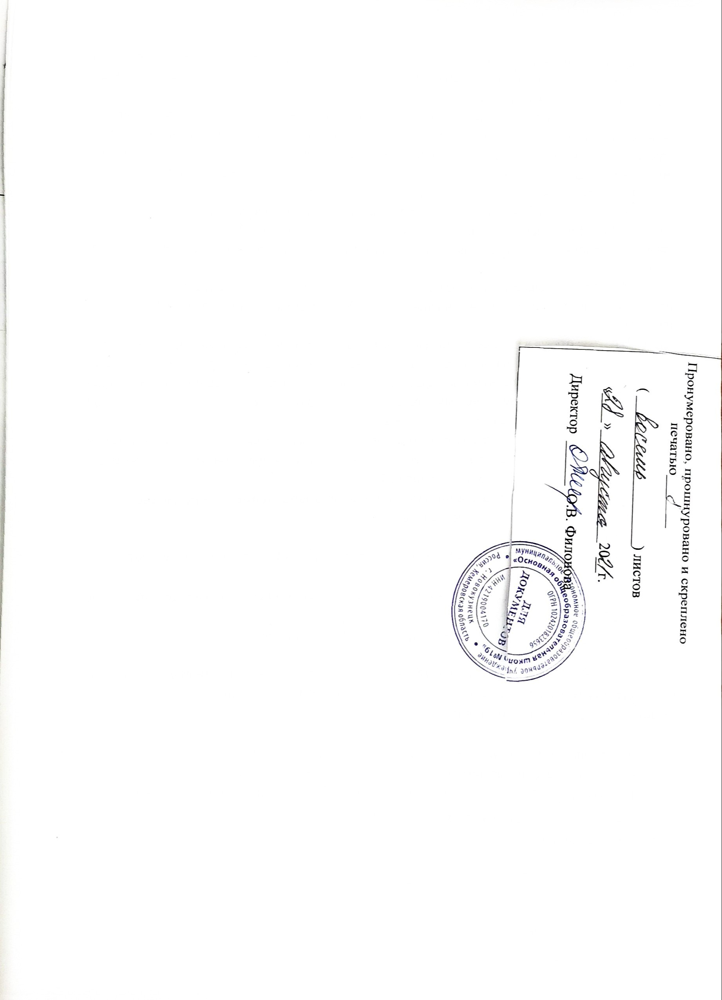 Пронумеровано, прошнуровано и скреплено
печатью 8
( восемь ) листов
«28» августа 2021г.
Директор О.В. Филонова
муниципальное автономное общеобразовательное учреждение
«Основная общеобразовательная школа №19»
Россия, Кемеровская область
г. Новокузнецк
ОГРН 1024201823656
ИНН 4219004170
ДЛЯ
ДОКУМЕНТОВ